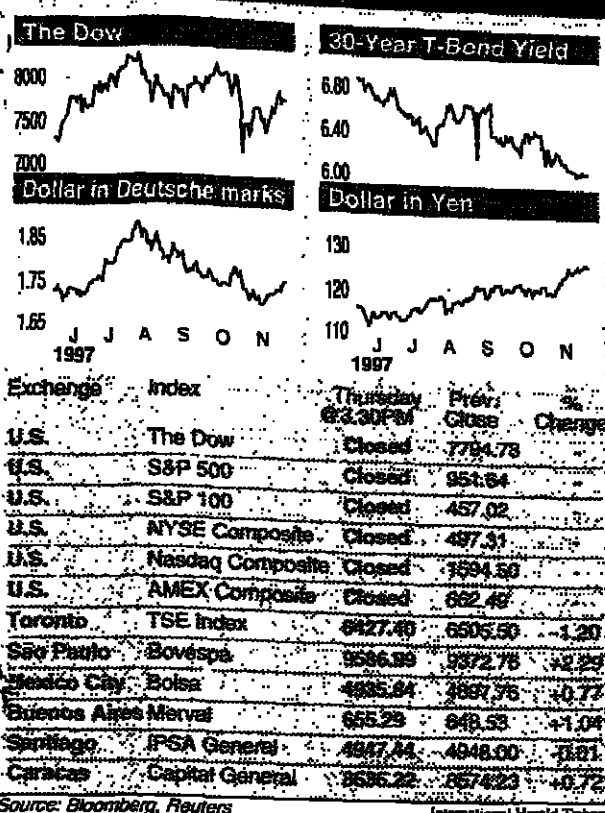 The Dow
8000
7500
7000
30-Year T-Bond Yield
6.80
6.40
6.00
Dollar in Deutsche marks
1.85
1.75
1.65
J J A S O N
1997
Dollar in Yen
130
120
110
J J A S O N
1997
Exchange Index Thursday @3.30PM Prev. Close % Change
U.S. The Dow Closed 7794.78 -
U.S. S&P 500 Closed 951.64 -
U.S. S&P 100 Closed 457.02 -
U.S. NYSE Composite Closed 497.31 -
U.S. Nasdaq Composite Closed 1594.50 -
U.S. AMEX Composite Closed 662.49 -
Toronto TSE Index 6427.40 6505.50 -1.20
São Paulo Bovespa 9586.99 9372.76 +2.29
Mexico City Bolsa 4935.64 4897.75 +0.77
Buenos Aires Merval 655.29 648.53 +1.04
Santiago IPSA General 4947.44 4948.00 -0.01
Caracas Capital General 8636.22 8574.23 +0.72
Source: Bloomberg, Reuters
International Herald